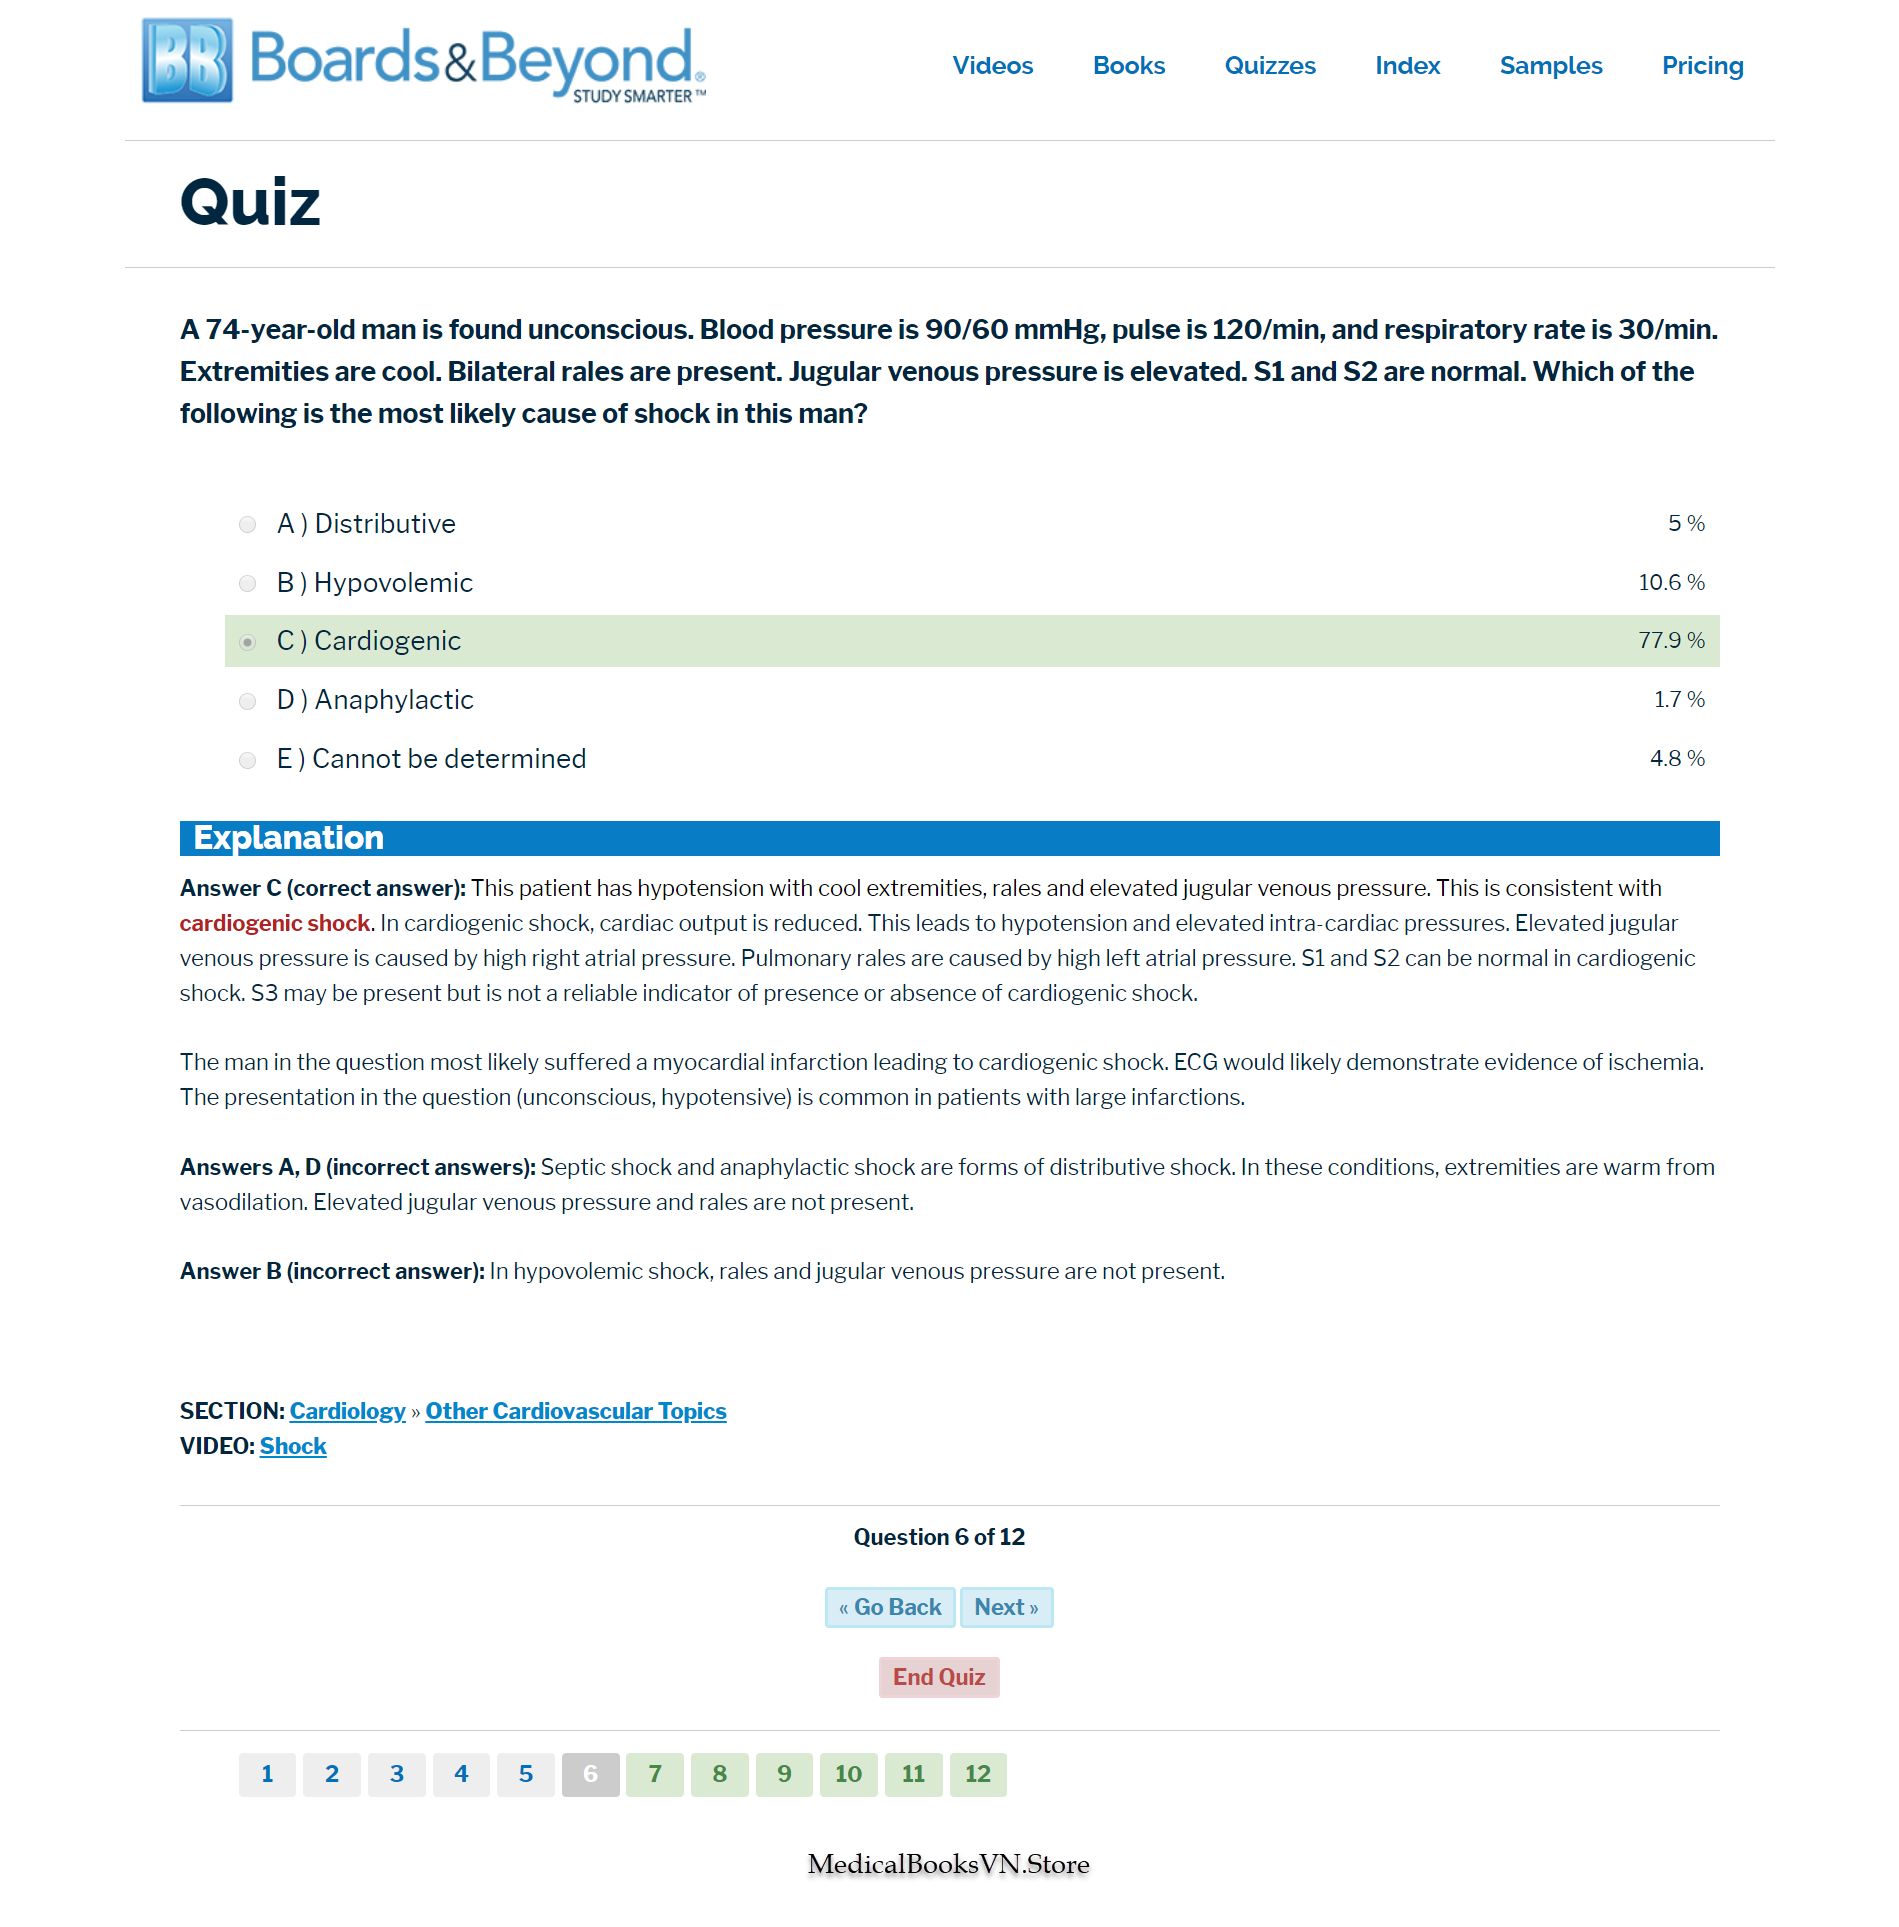 BB Boards&Beyond®
STUDY SMARTER™
Videos Books Quizzes Index Samples Pricing
Quiz
A 74-year-old man is found unconscious. Blood pressure is 90/60 mmHg, pulse is 120/min, and respiratory rate is 30/min.
Extremities are cool. Bilateral rales are present. Jugular venous pressure is elevated. S1 and S2 are normal. Which of the
following is the most likely cause of shock in this man?
A ) Distributive 5 %
B ) Hypovolemic 10.6 %
C ) Cardiogenic 77.9 %
D ) Anaphylactic 1.7 %
E ) Cannot be determined 4.8 %
Explanation
Answer C (correct answer): This patient has hypotension with cool extremities, rales and elevated jugular venous pressure. This is consistent with
cardiogenic shock. In cardiogenic shock, cardiac output is reduced. This leads to hypotension and elevated intra-cardiac pressures. Elevated jugular
venous pressure is caused by high right atrial pressure. Pulmonary rales are caused by high left atrial pressure. S1 and S2 can be normal in cardiogenic
shock. S3 may be present but is not a reliable indicator of presence or absence of cardiogenic shock.
The man in the question most likely suffered a myocardial infarction leading to cardiogenic shock. ECG would likely demonstrate evidence of ischemia.
The presentation in the question (unconscious, hypotensive) is common in patients with large infarctions.
Answers A, D (incorrect answers): Septic shock and anaphylactic shock are forms of distributive shock. In these conditions, extremities are warm from
vasodilation. Elevated jugular venous pressure and rales are not present.
Answer B (incorrect answer): In hypovolemic shock, rales and jugular venous pressure are not present.
SECTION: Cardiology » Other Cardiovascular Topics
VIDEO: Shock
Question 6 of 12
« Go Back Next »
End Quiz
1 2 3 4 5 6 7 8 9 10 11 12
MedicalBooksVN.Store